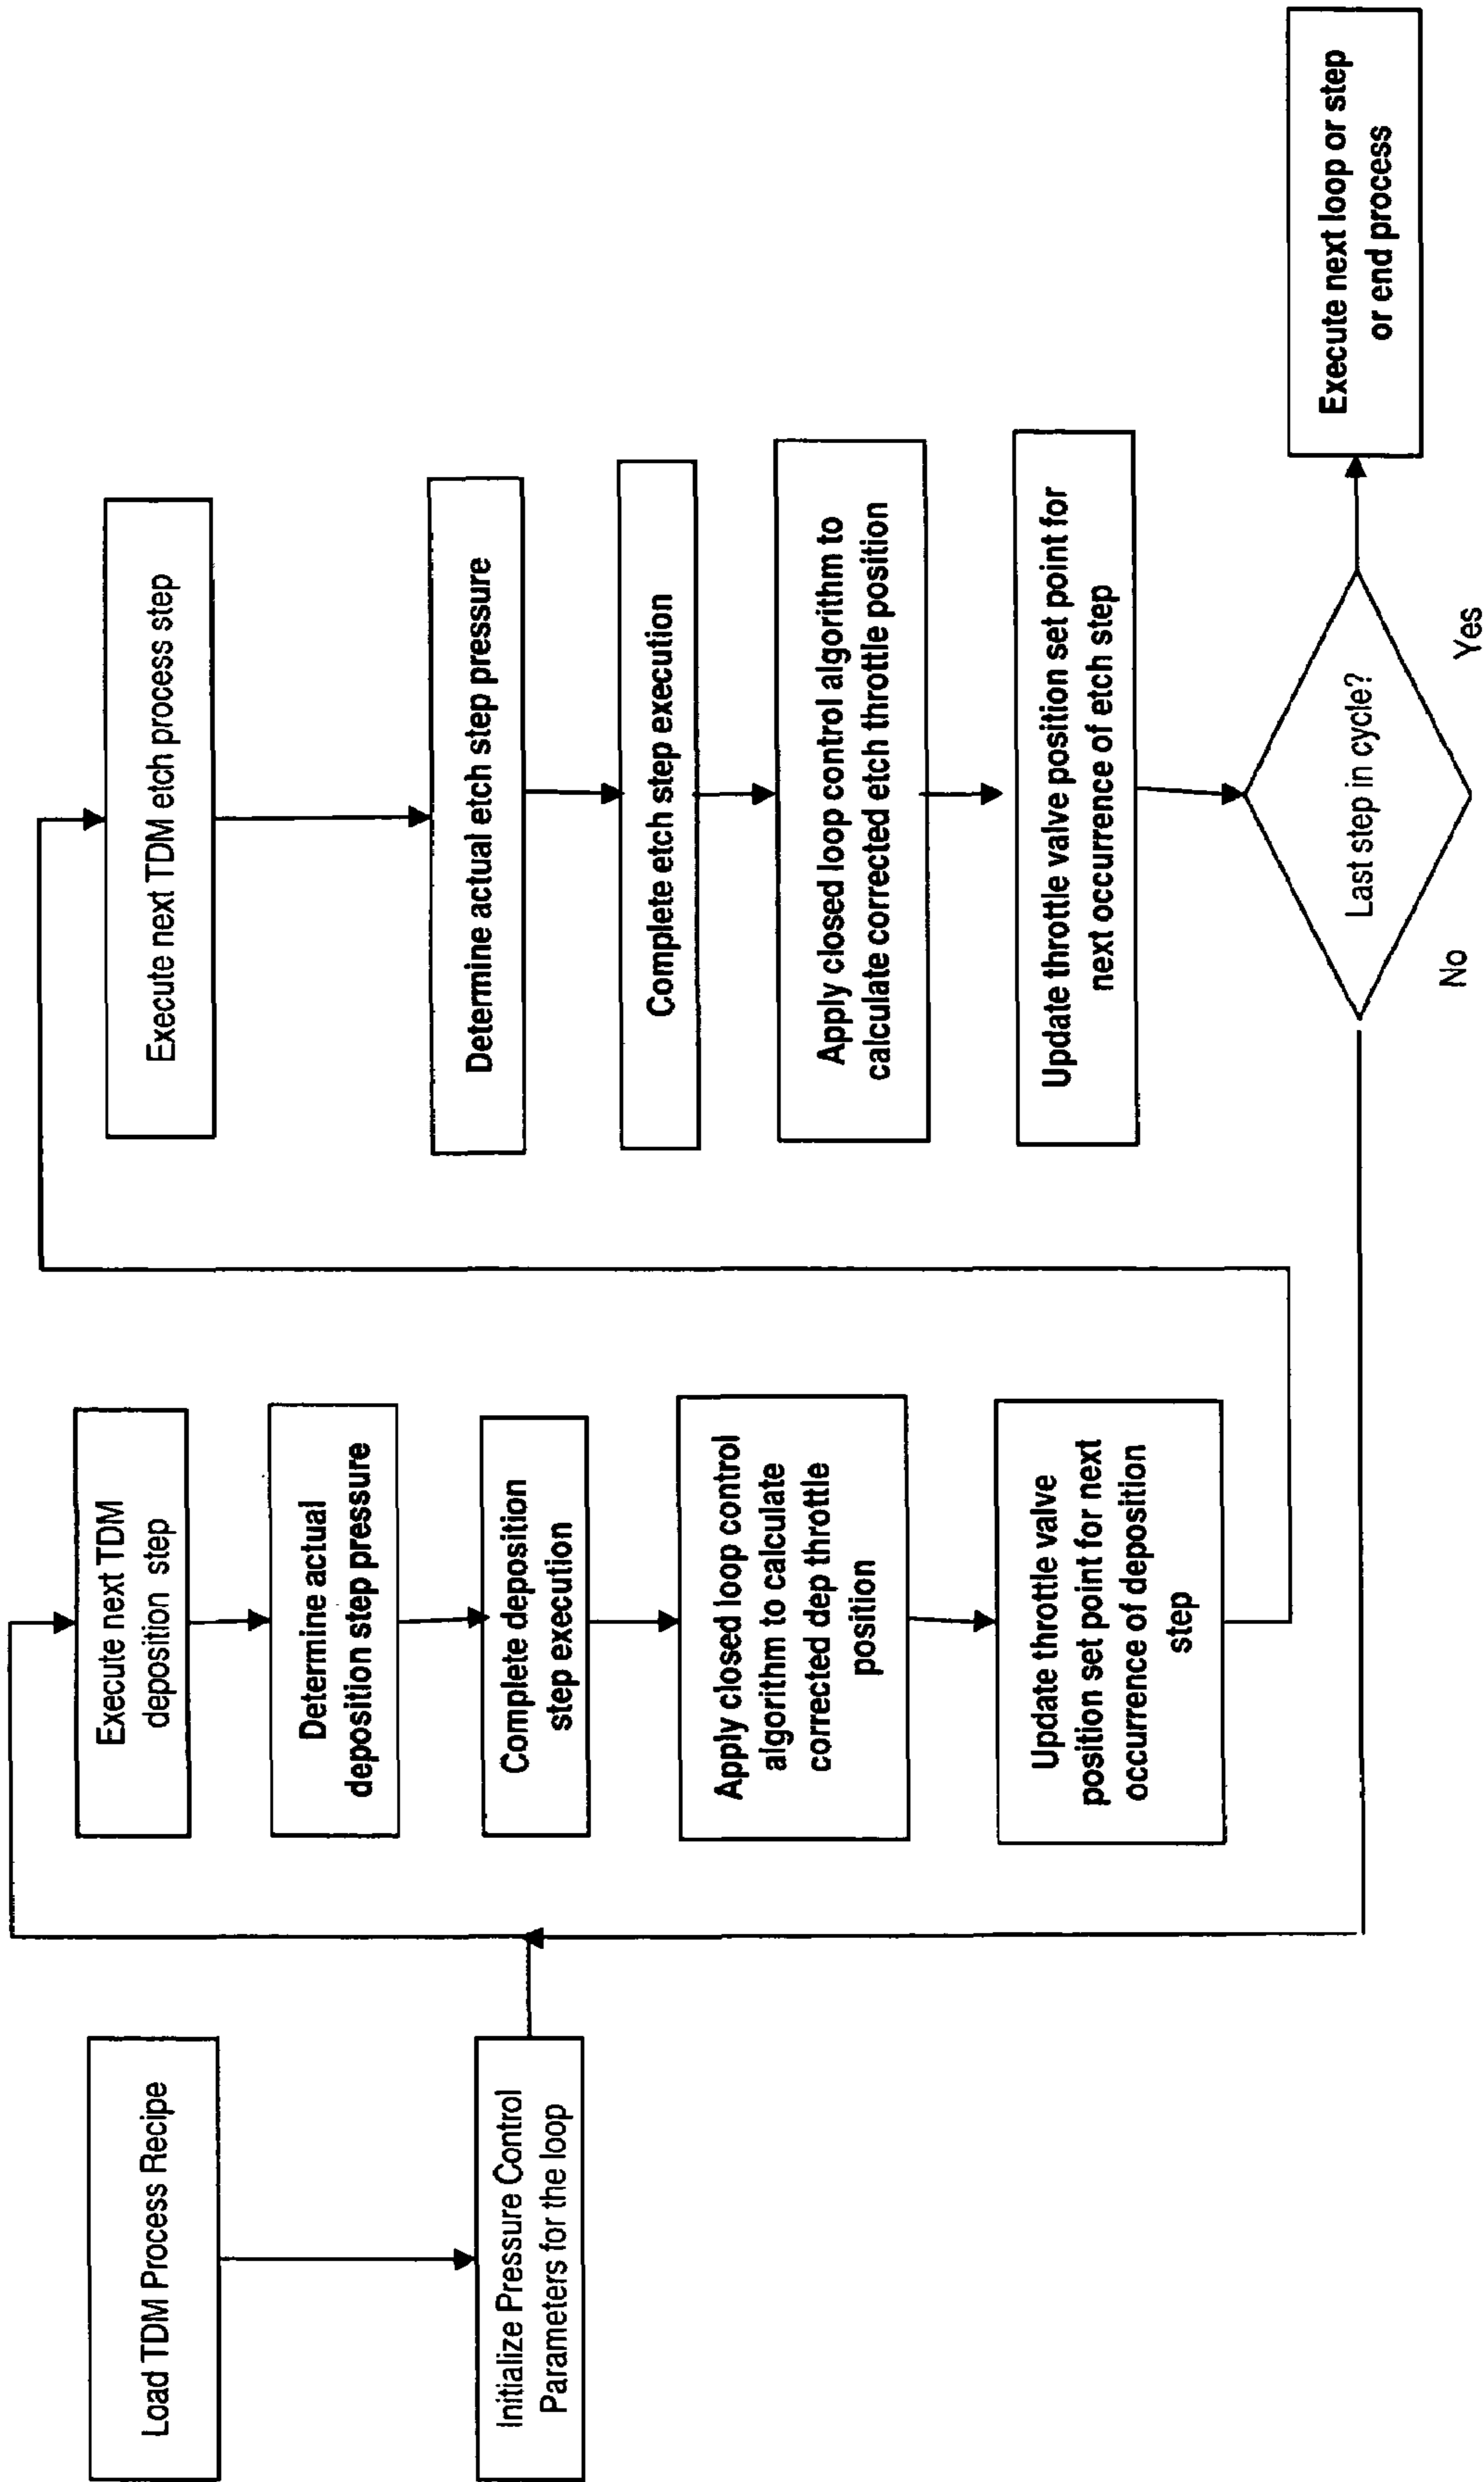 Load TDM Process Recipe
Initialize Pressure Control
Parameters for the loop
Execute next TDM
deposition step
Determine actual
deposition step pressure
Complete deposition
step execution
Apply closed loop control
algorithm to calculate
corrected dep throttle
position
Update throttle valve
position set point for next
occurrence of deposition
step
Execute next TDM etch process step
Determine actual etch step pressure
Complete etch step execution
Apply closed loop control algorithm to
calculate corrected etch throttle position
Update throttle valve position set point for
next occurrence of etch step
Last step in cycle?
No
Yes
Execute next loop or step
or end process